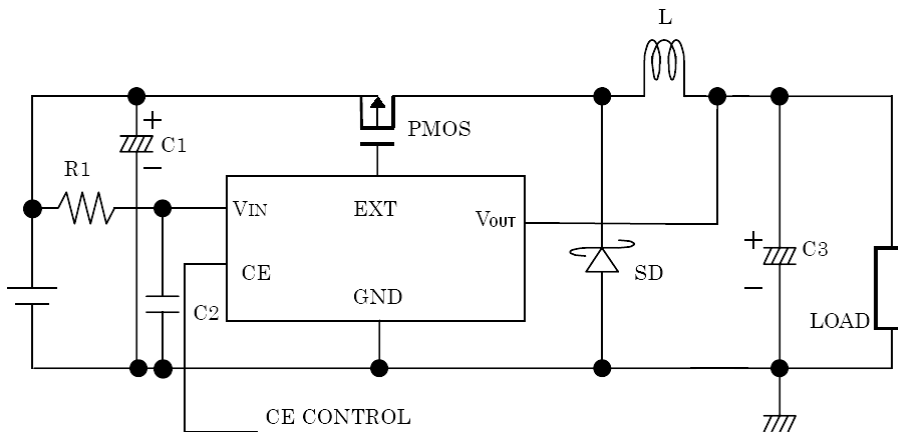 L
+
C1
−
PMOS
R1
VIN
EXT
VOUT
CE
GND
C2
SD
+
C3
−
LOAD
CE CONTROL